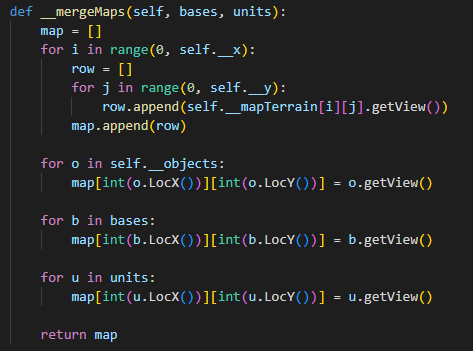 def __mergeMaps(self, bases, units):
    map = []
    for i in range(0, self.__x):
        row = []
        for j in range(0, self.__y):
            row.append(self.__mapTerrain[i][j].getView())
        map.append(row)

    for o in self.__objects:
        map[int(o.LocX())][int(o.LocY())] = o.getView()

    for b in bases:
        map[int(b.LocX())][int(b.LocY())] = b.getView()

    for u in units:
        map[int(u.LocX())][int(u.LocY())] = u.getView()

    return map